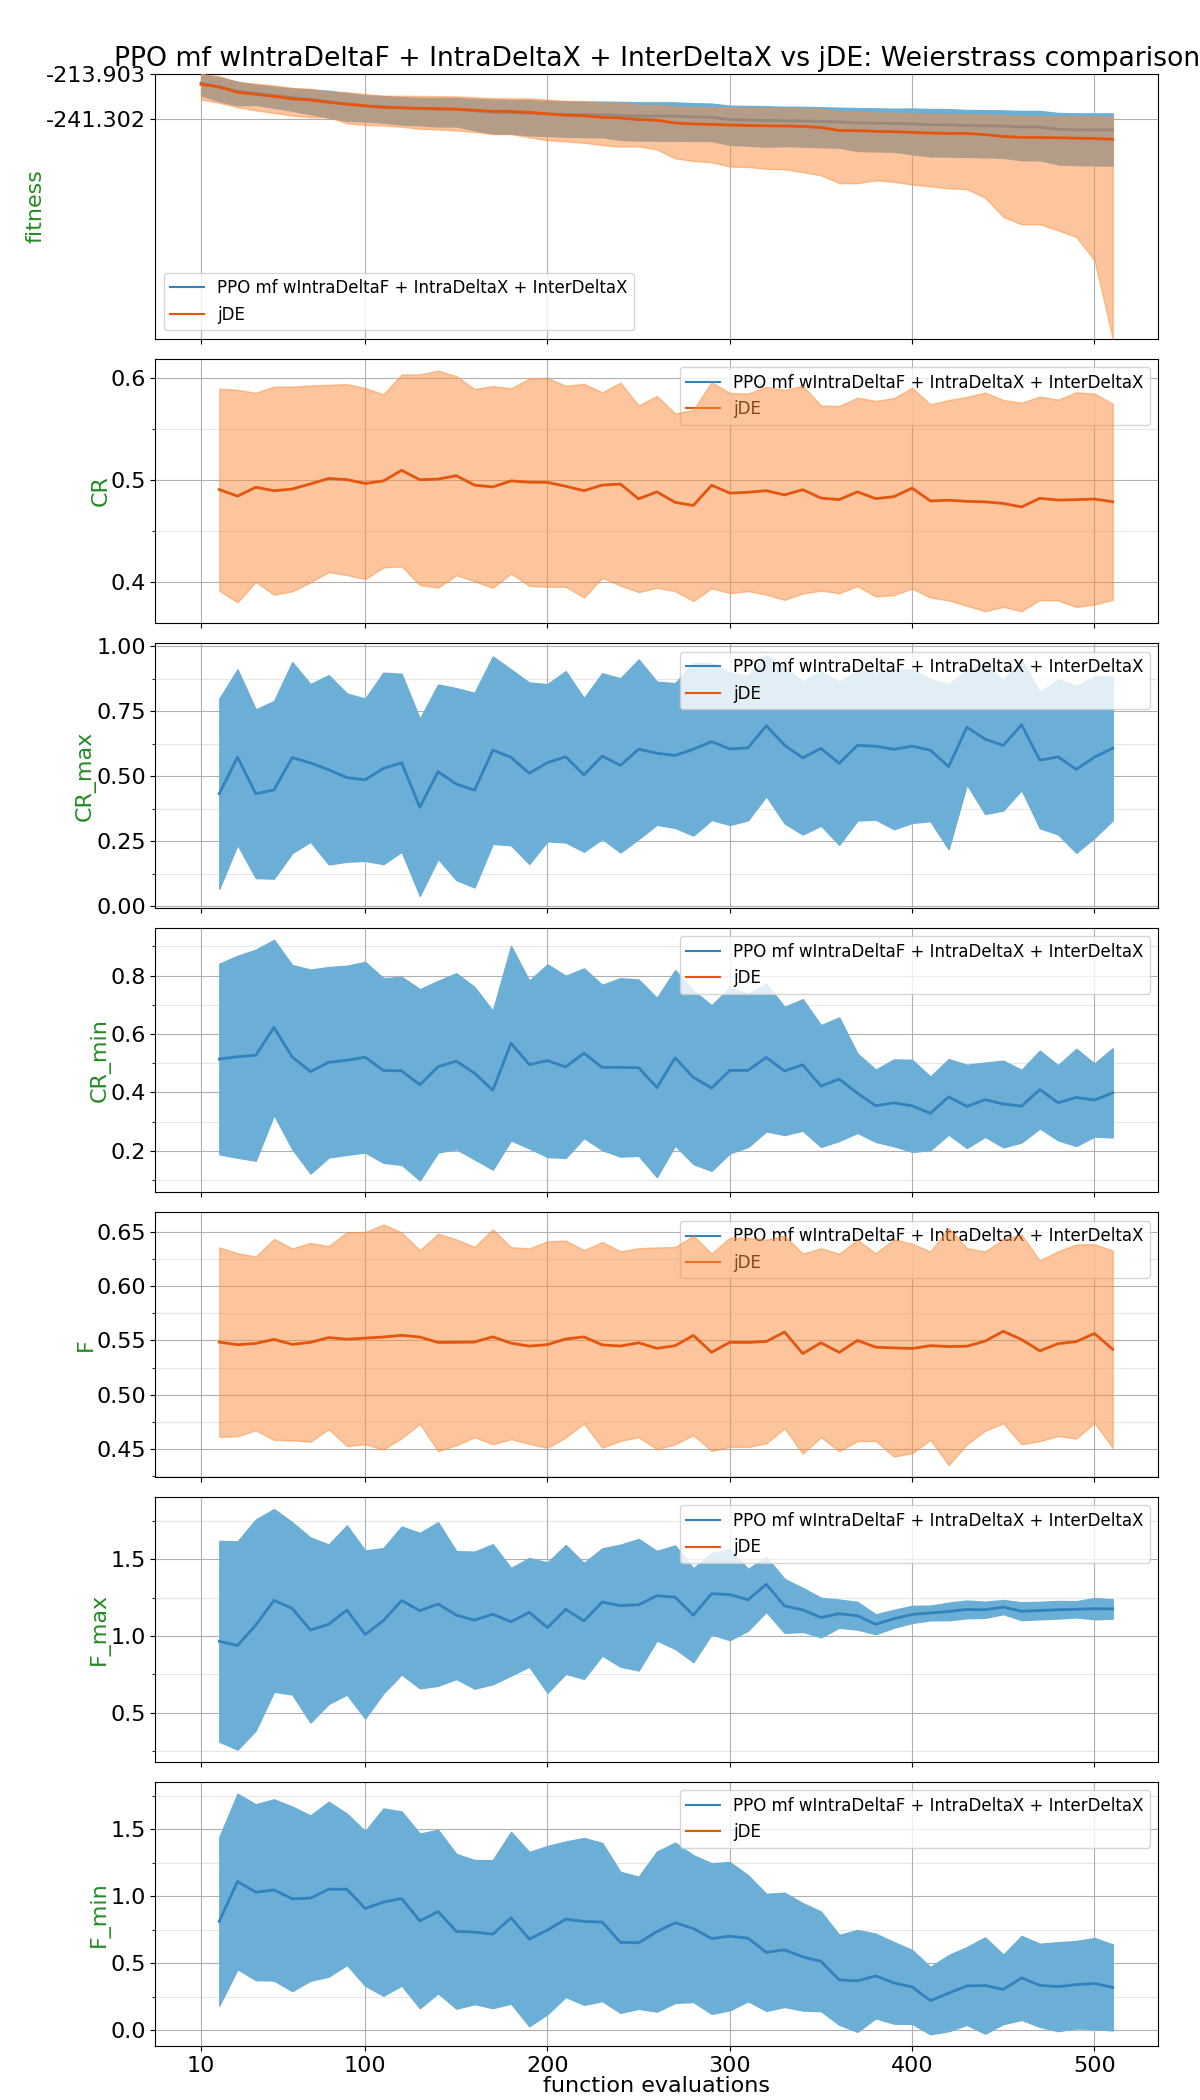 PPO mf wIntraDeltaF + IntraDeltaX + InterDeltaX vs jDE: Weierstrass comparison
-213.903
-241.302
fitness
PPO mf wIntraDeltaF + IntraDeltaX + InterDeltaX
jDE
0.6
0.5
0.4
CR
PPO mf wIntraDeltaF + IntraDeltaX + InterDeltaX
jDE
1.00
0.75
0.50
0.25
0.00
CR_max
PPO mf wIntraDeltaF + IntraDeltaX + InterDeltaX
jDE
0.8
0.6
0.4
0.2
CR_min
PPO mf wIntraDeltaF + IntraDeltaX + InterDeltaX
jDE
0.65
0.60
0.55
0.50
0.45
F
PPO mf wIntraDeltaF + IntraDeltaX + InterDeltaX
jDE
1.5
1.0
0.5
F_max
PPO mf wIntraDeltaF + IntraDeltaX + InterDeltaX
jDE
1.5
1.0
0.5
0.0
F_min
PPO mf wIntraDeltaF + IntraDeltaX + InterDeltaX
jDE
10 100 200 300 400 500
function evaluations